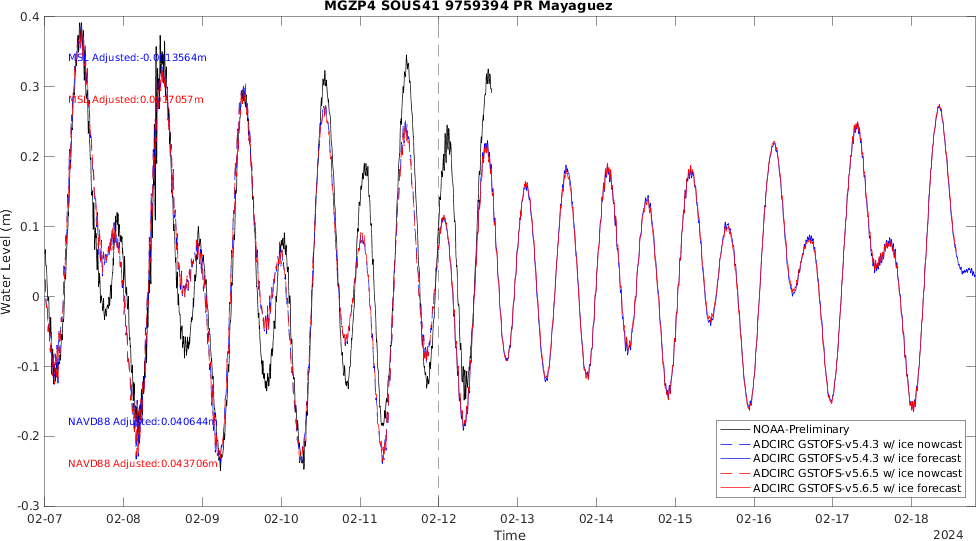 MGZP4 SOUS41 9759394 PR Mayaguez
0.4
0.3
0.2
0.1
0
-0.1
-0.2
-0.3
Water Level (m)
MSL Adjusted:-0.0013564m
MSL Adjusted:0.0017057m
NAVD88 Adjusted:0.040644m
NAVD88 Adjusted:0.043706m
NOAA-Preliminary
ADCIRC GSTOFS-v5.4.3 w/ ice nowcast
ADCIRC GSTOFS-v5.4.3 w/ ice forecast
ADCIRC GSTOFS-v5.6.5 w/ ice nowcast
ADCIRC GSTOFS-v5.6.5 w/ ice forecast
02-07 02-08 02-09 02-10 02-11 02-12 02-13 02-14 02-15 02-16 02-17 02-18
Time
2024